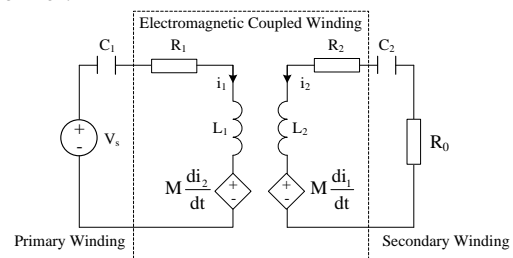 Electromagnetic Coupled Winding
C₁
R₁
R₂
C₂
i₁
i₂
+
-
Vₛ
L₁
L₂
R₀
M di₂/dt
+
-
+
-
M di₁/dt
Primary Winding
Secondary Winding